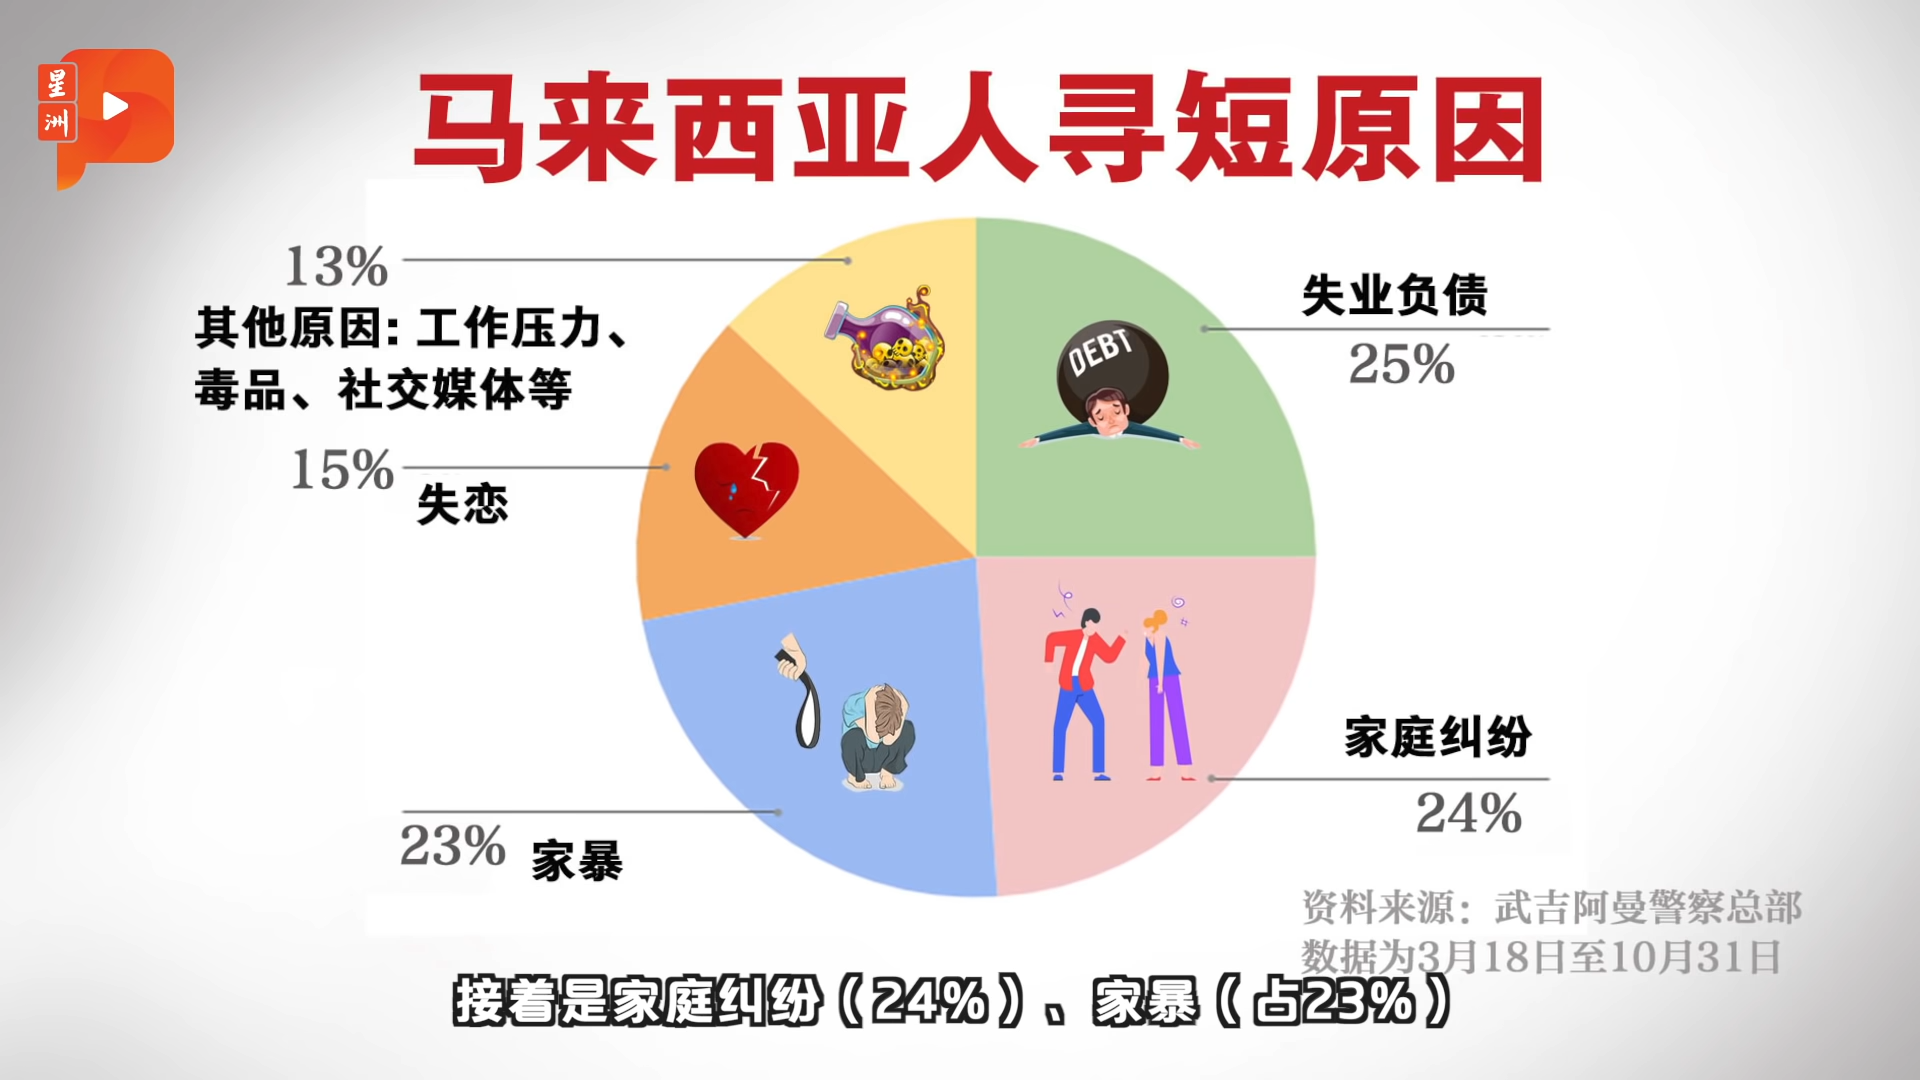 星洲
马来西亚人寻短原因
13%
其他原因: 工作压力、
毒品、社交媒体等
15%
失恋
23% 家暴
失业负债
25%
DEBT
家庭纠纷
24%
资料来源：武吉阿曼警察总部
数据为3月18日至10月31日
接着是家庭纠纷（24%）、家暴（占23%）